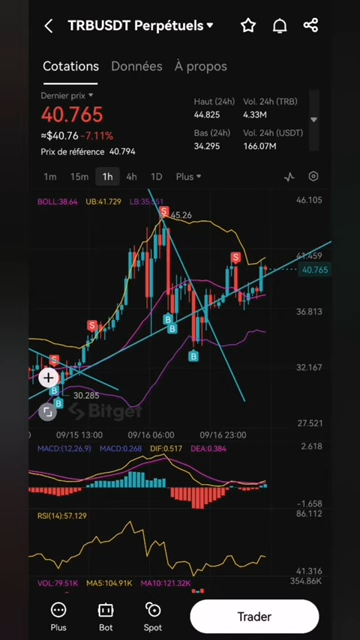 TRBUSDT Perpétuels
Cotations Données À propos
Dernier prix
40.765
≈$40.76 -7.11%
Prix de référence 40.794
Haut (24h) Vol. 24h (TRB)
44.825 4.33M
Bas (24h) Vol. 24h (USDT)
34.295 166.07M
1m 15m 1h 4h 1D Plus
BOLL:38.64 UB:41.729 LB:35.551
46.105
S
45.26
41.459
S
40.765
S
B
B
36.813
B
S
32.167
B
B
30.285
Bitget
27.521
0 09/15 13:00 09/16 06:00 09/16 23:00
MACD:(12,26,9) MACD:0.268 DIF:0.517 DEA:0.384
2.618
-1.658
RSI(14):57.129
86.112
41.316
VOL:79.51K MA5:104.91K MA10:121.32K
354.86K
Plus Bot Spot Trader